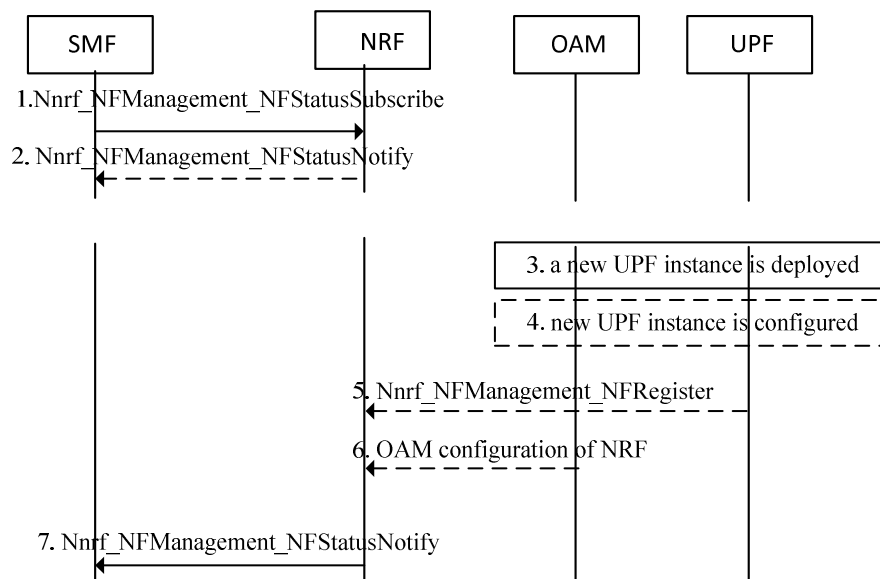 SMF
NRF
OAM
UPF
1.Nnrf_NFManagement_NFStatusSubscribe
2. Nnrf_NFManagement_NFStatusNotify
3. a new UPF instance is deployed
4. new UPF instance is configured
5. Nnrf_NFManagement_NFRegister
6. OAM configuration of NRF
7. Nnrf_NFManagement_NFStatusNotify